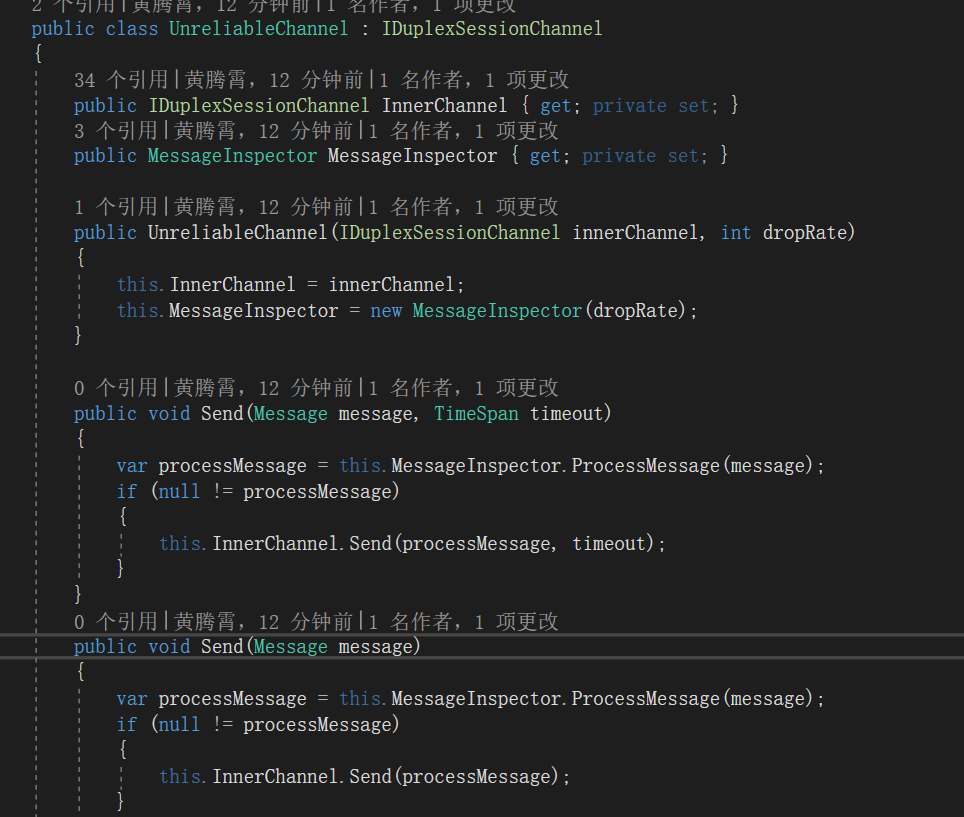 2 个引用|黄腾霄，12 分钟前|1 名作者，1 项更改
public class UnreliableChannel : IDuplexSessionChannel
{
34 个引用|黄腾霄，12 分钟前|1 名作者，1 项更改
public IDuplexSessionChannel InnerChannel { get; private set; }
3 个引用|黄腾霄，12 分钟前|1 名作者，1 项更改
public MessageInspector MessageInspector { get; private set; }
1 个引用|黄腾霄，12 分钟前|1 名作者，1 项更改
public UnreliableChannel(IDuplexSessionChannel innerChannel, int dropRate)
{
this.InnerChannel = innerChannel;
this.MessageInspector = new MessageInspector(dropRate);
}
0 个引用|黄腾霄，12 分钟前|1 名作者，1 项更改
public void Send(Message message, TimeSpan timeout)
{
var processMessage = this.MessageInspector.ProcessMessage(message);
if (null != processMessage)
{
this.InnerChannel.Send(processMessage, timeout);
}
}
0 个引用|黄腾霄，12 分钟前|1 名作者，1 项更改
public void Send(Message message)
{
var processMessage = this.MessageInspector.ProcessMessage(message);
if (null != processMessage)
{
this.InnerChannel.Send(processMessage);
}